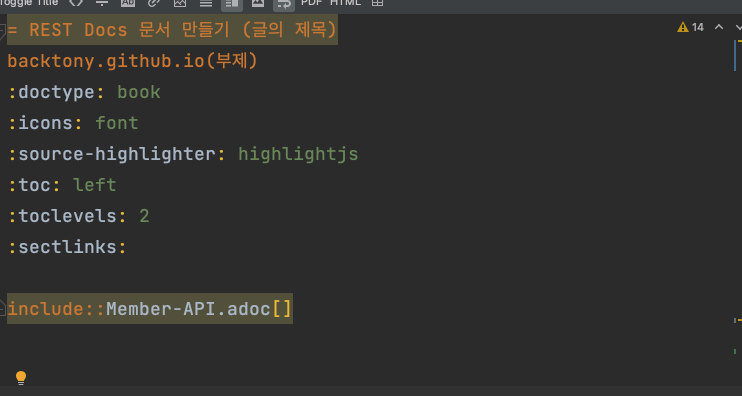 Toggle Title
PDF HTML
= REST Docs 문서 만들기 (글의 제목)
14
backtony.github.io(부제)
:doctype: book
:icons: font
:source-highlighter: highlightjs
:toc: left
:toclevels: 2
:sectlinks:
include::Member-API.adoc[]